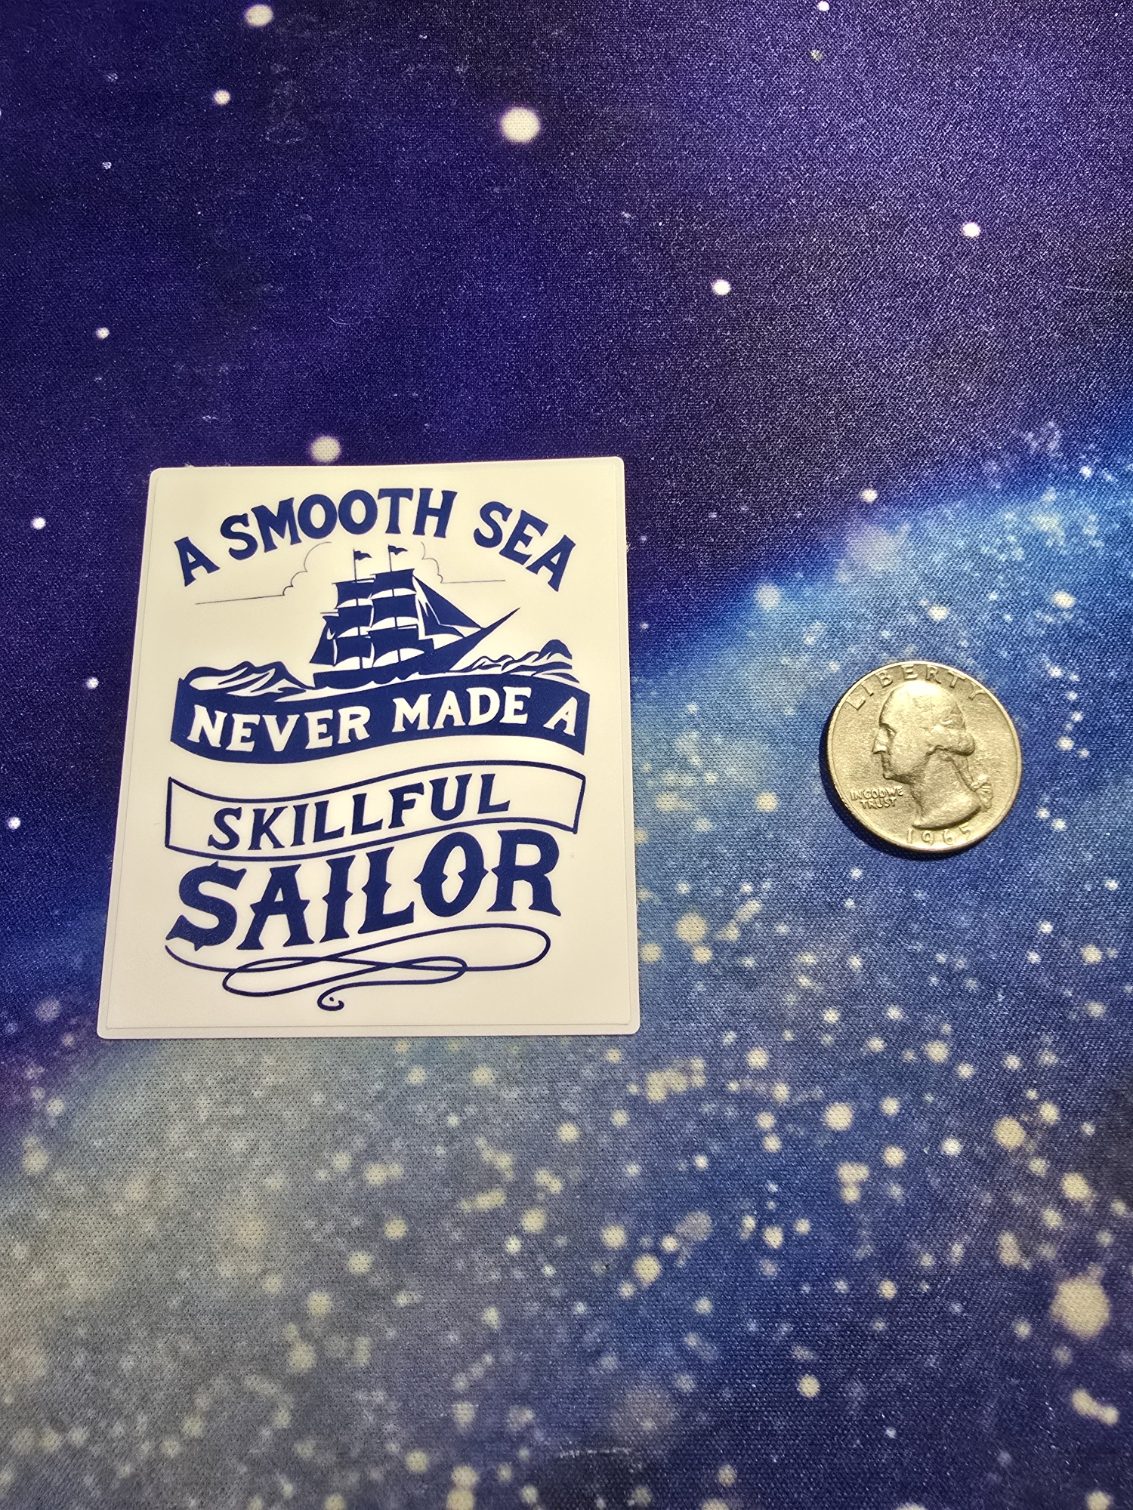 A SMOOTH SEA
NEVER MADE A
SKILLFUL
SAILOR
LIBERTY
IN GOD WE
TRUST
1965